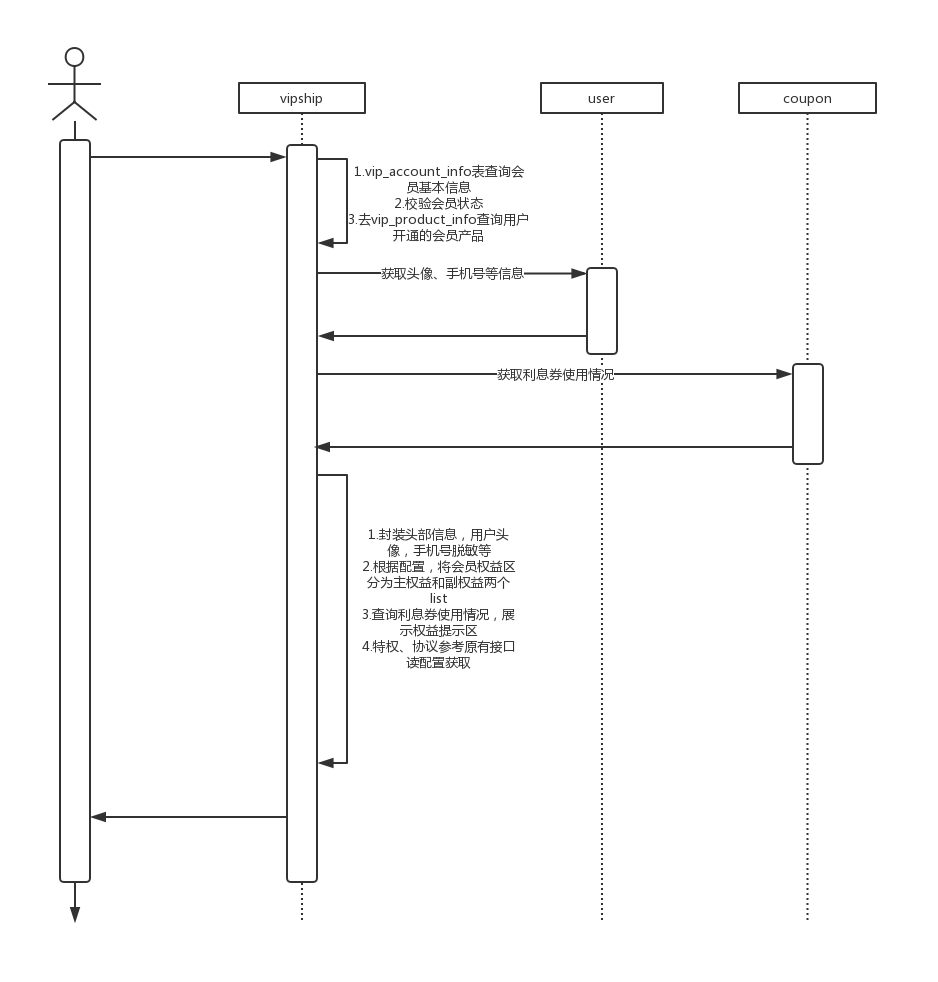 vipship
user
coupon
1.vip_account_info表查询会
员基本信息
2.校验会员状态
3.去vip_product_info查询用户
开通的会员产品
获取头像、手机号等信息
获取利息券使用情况
1.封装头部信息，用户头
像，手机号脱敏等
2.根据配置，将会员权益区
分为主权益和副权益两个
list
3.查询利息券使用情况，展
示权益提示区
4.特权、协议参考原有接口
读配置获取